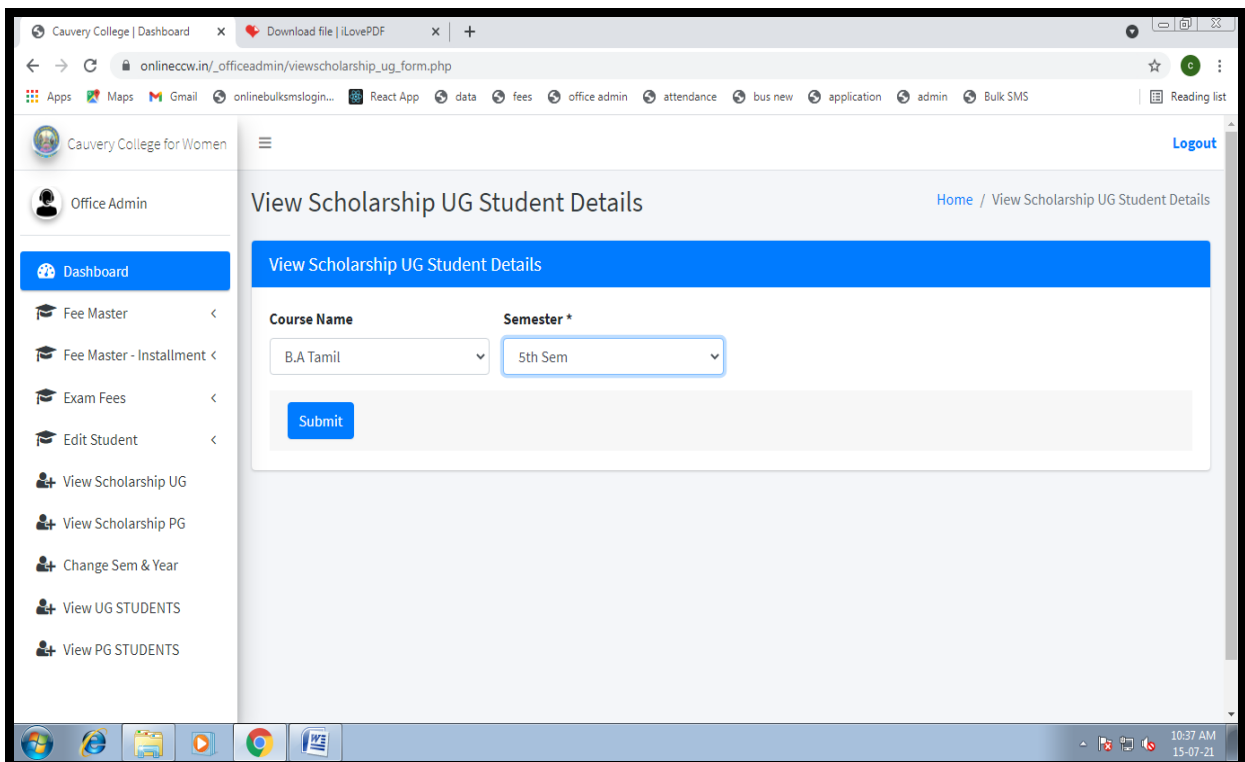 Cauvery College | Dashboard
Download file | iLovePDF
onlineccw.in/_officeadmin/viewscholarship_ug_form.php
C
Apps Maps Gmail onlinebulksmslogin... React App data fees office admin attendance bus new application admin Bulk SMS Reading list
Cauvery College for Women
Logout
Office Admin
View Scholarship UG Student Details
Home / View Scholarship UG Student Details
Dashboard
Fee Master
Fee Master - Installment
Exam Fees
Edit Student
View Scholarship UG
View Scholarship PG
Change Sem & Year
View UG STUDENTS
View PG STUDENTS
View Scholarship UG Student Details
Course Name Semester *
B.A Tamil 5th Sem
Submit
10:37 AM
15-07-21